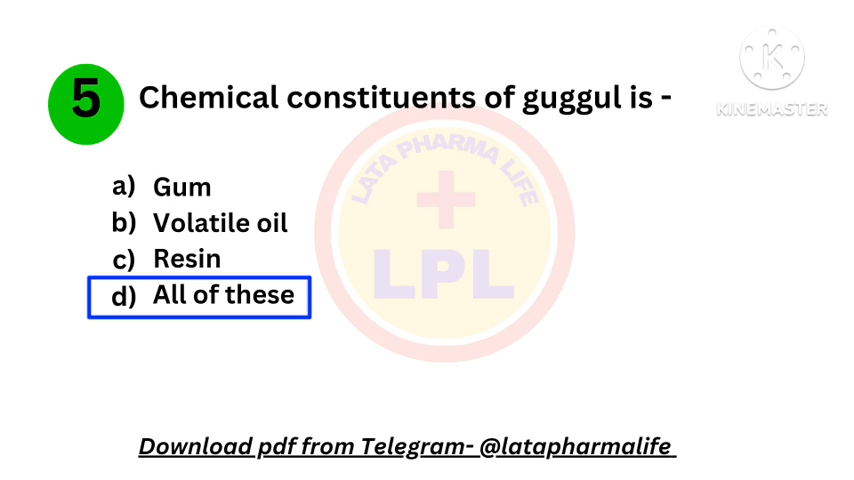 5 Chemical constituents of guggul is -
KINEMASTER
a) Gum
b) Volatile oil
c) Resin
d) All of these
LATA PHARMA LIFE
LPL
Download pdf from Telegram- @latapharmalife